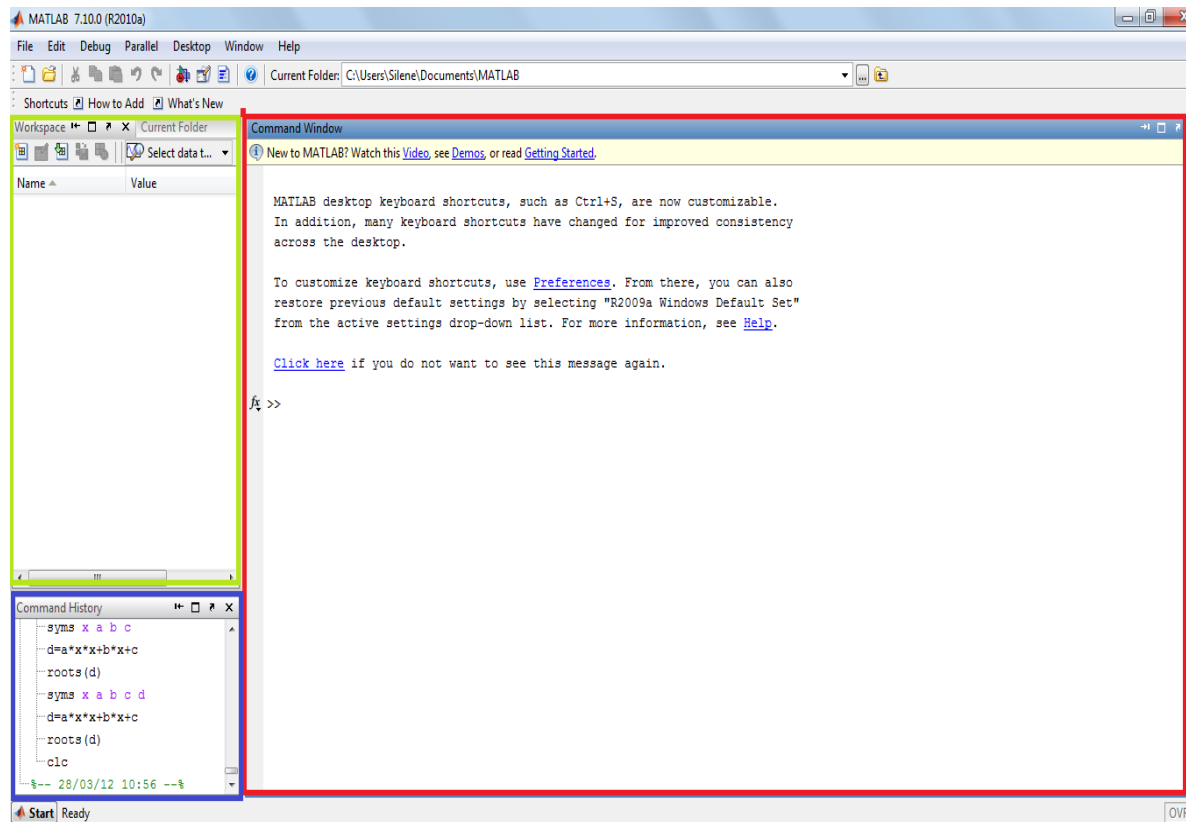 MATLAB 7.10.0 (R2010a)
File Edit Debug Parallel Desktop Window Help
Current Folder: C:\Users\Silene\Documents\MATLAB
Shortcuts How to Add What's New
Workspace Current Folder
Select data t...
Name Value
Command Window
New to MATLAB? Watch this Video, see Demos, or read Getting Started.
MATLAB desktop keyboard shortcuts, such as Ctrl+S, are now customizable.
In addition, many keyboard shortcuts have changed for improved consistency
across the desktop.
To customize keyboard shortcuts, use Preferences. From there, you can also
restore previous default settings by selecting "R2009a Windows Default Set"
from the active settings drop-down list. For more information, see Help.
Click here if you do not want to see this message again.
fx >>
Command History
syms x a b c
d=a*x*x+b*x+c
roots(d)
syms x a b c d
d=a*x*x+b*x+c
roots(d)
clc
%-- 28/03/12 10:56 --%
Start Ready
OVR